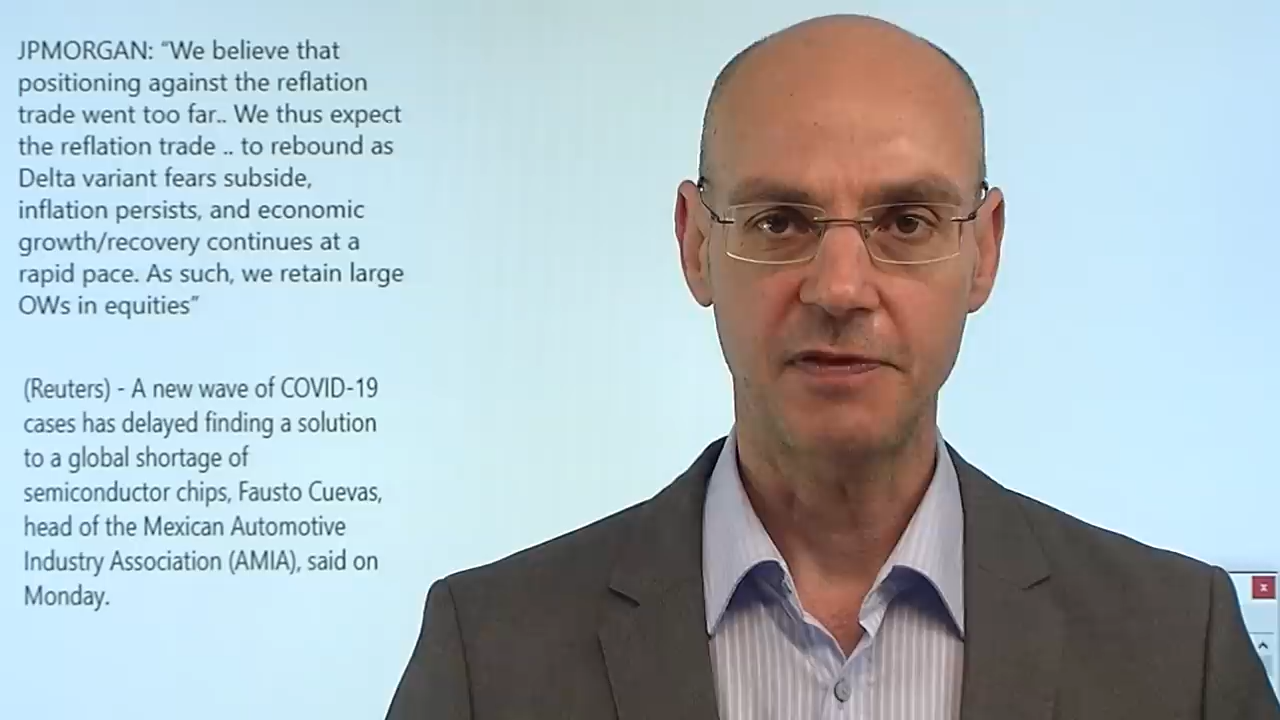 JPMORGAN: “We believe that
positioning against the reflation
trade went too far.. We thus expect
the reflation trade .. to rebound as
Delta variant fears subside,
inflation persists, and economic
growth/recovery continues at a
rapid pace. As such, we retain large
OWs in equities”
(Reuters) - A new wave of COVID-19
cases has delayed finding a solution
to a global shortage of
semiconductor chips, Fausto Cuevas,
head of the Mexican Automotive
Industry Association (AMIA), said on
Monday.
x